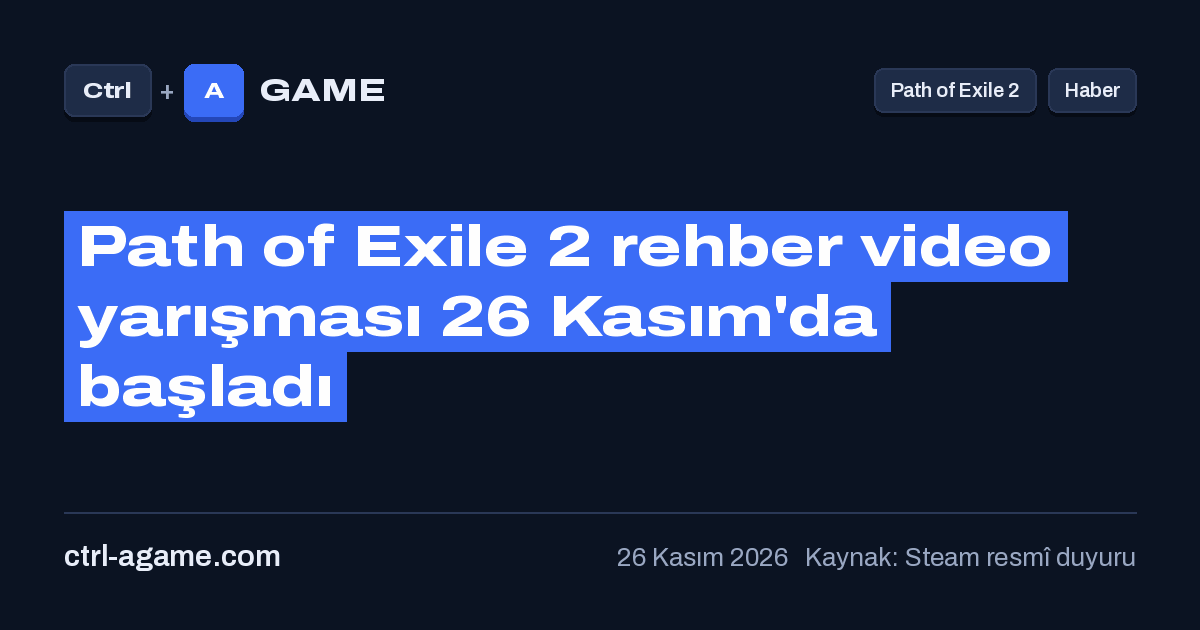 Ctrl + A GAME
Path of Exile 2 Haber
Path of Exile 2 rehber video
yarışması 26 Kasım'da
başladı
ctrl-agame.com
26 Kasım 2026 Kaynak: Steam resmî duyuru